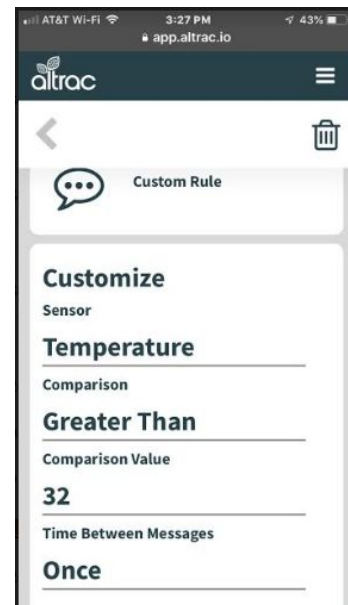 AT&T Wi-Fi 3:27 PM 43%
app.altrac.io
altrac
Custom Rule
Customize
Sensor
Temperature
Comparison
Greater Than
Comparison Value
32
Time Between Messages
Once